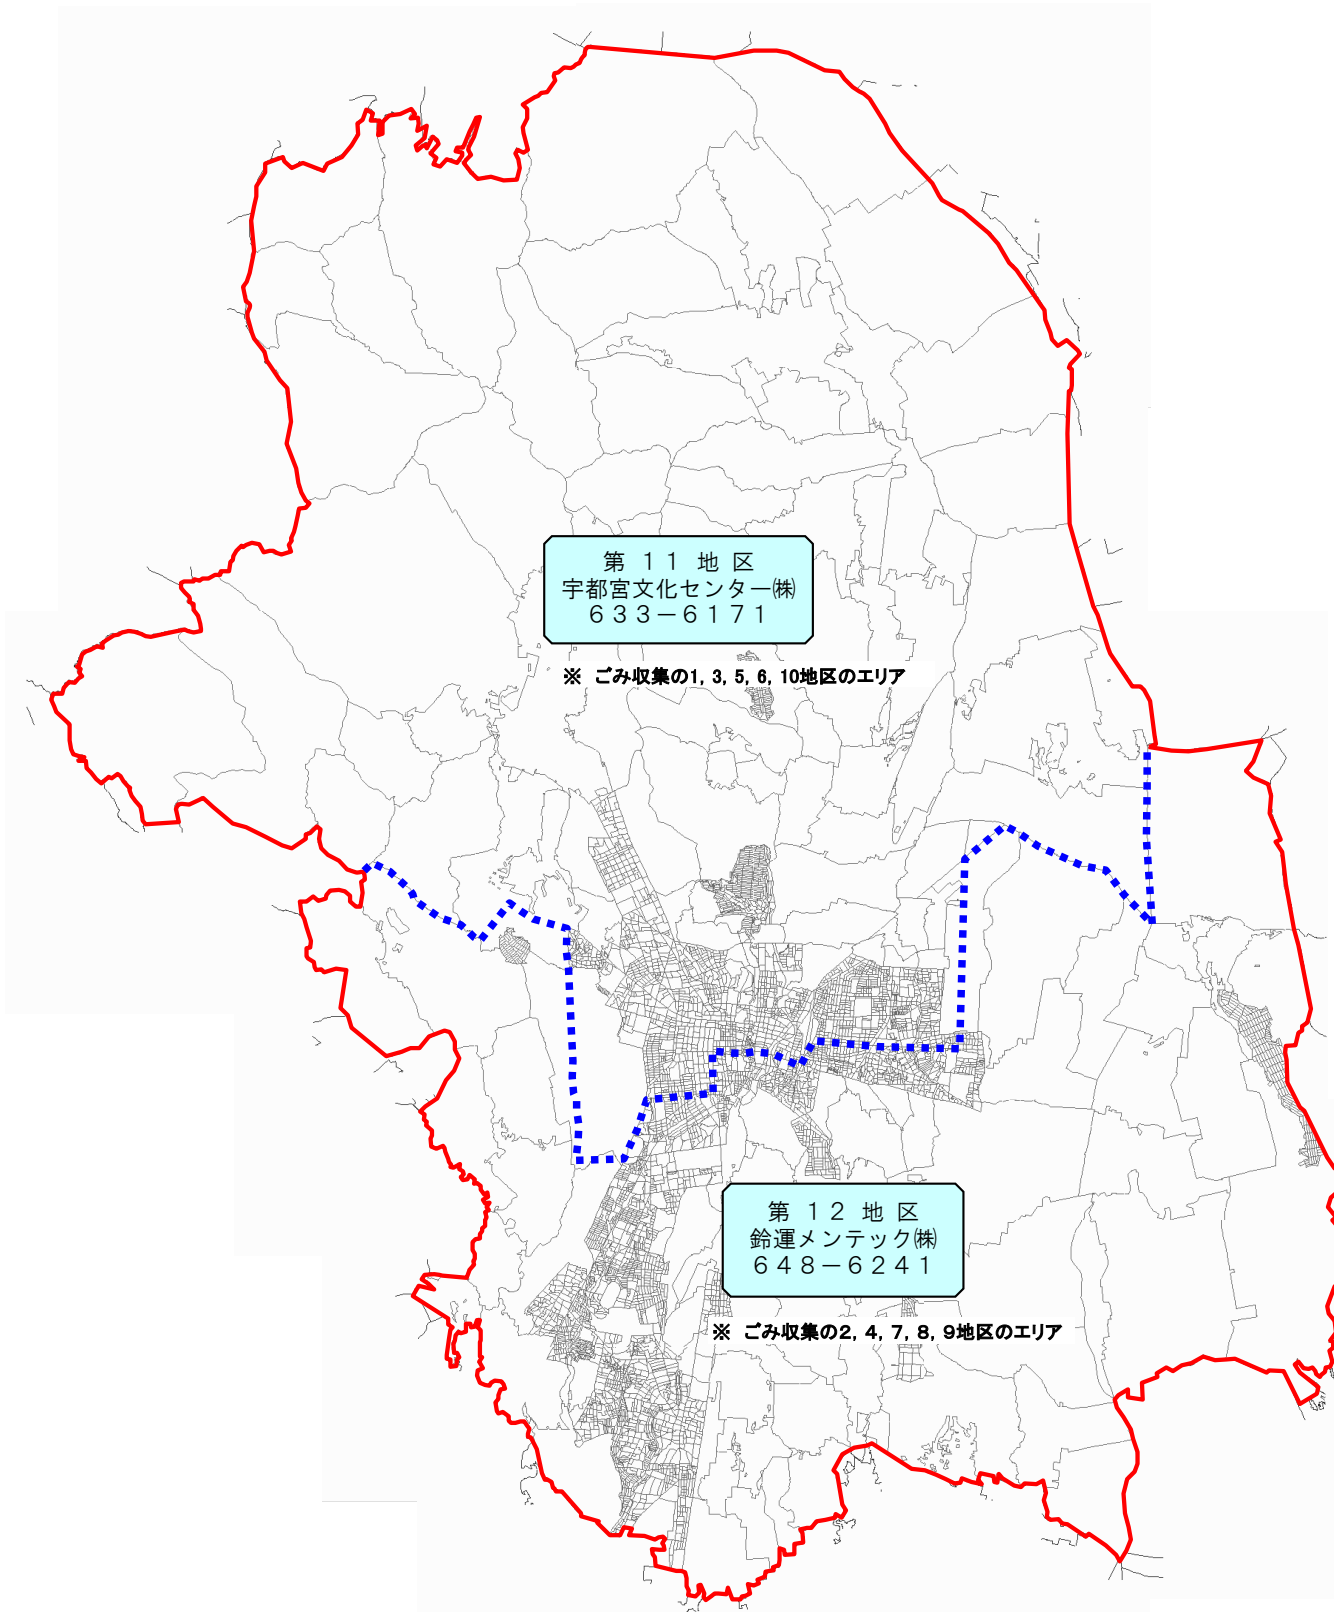 第 11 地 区
宇都宮文化センター㈱
633－6171
※ ごみ収集の1, 3, 5, 6, 10地区のエリア
第 12 地 区
鈴運メンテック㈱
648－6241
※ ごみ収集の2, 4, 7, 8, 9地区のエリア